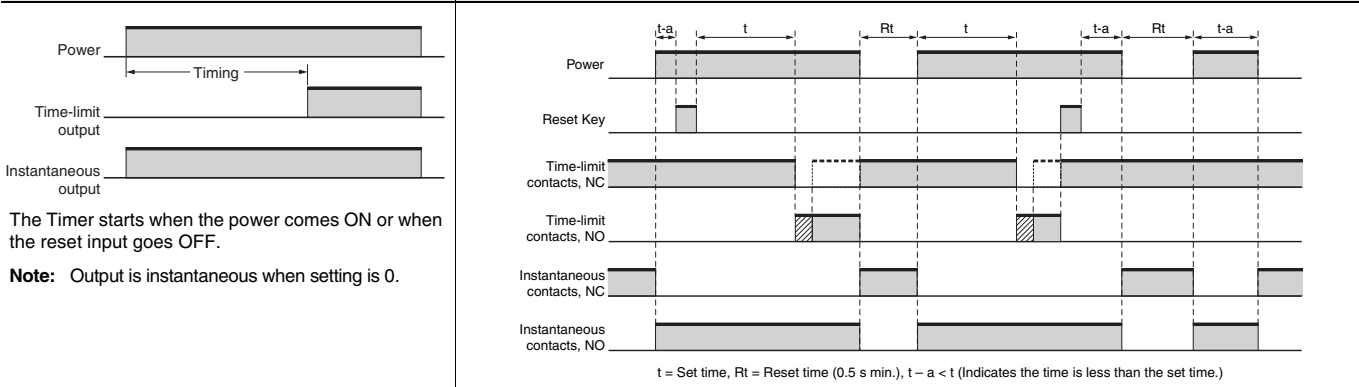 Power
Timing
Time-limit
output
Instantaneous
output
The Timer starts when the power comes ON or when
the reset input goes OFF.
Note: Output is instantaneous when setting is 0.
t-a t Rt t t-a Rt t-a
Power
Reset Key
Time-limit
contacts, NC
Time-limit
contacts, NO
Instantaneous
contacts, NC
Instantaneous
contacts, NO
t = Set time, Rt = Reset time (0.5 s min.), t – a < t (Indicates the time is less than the set time.)